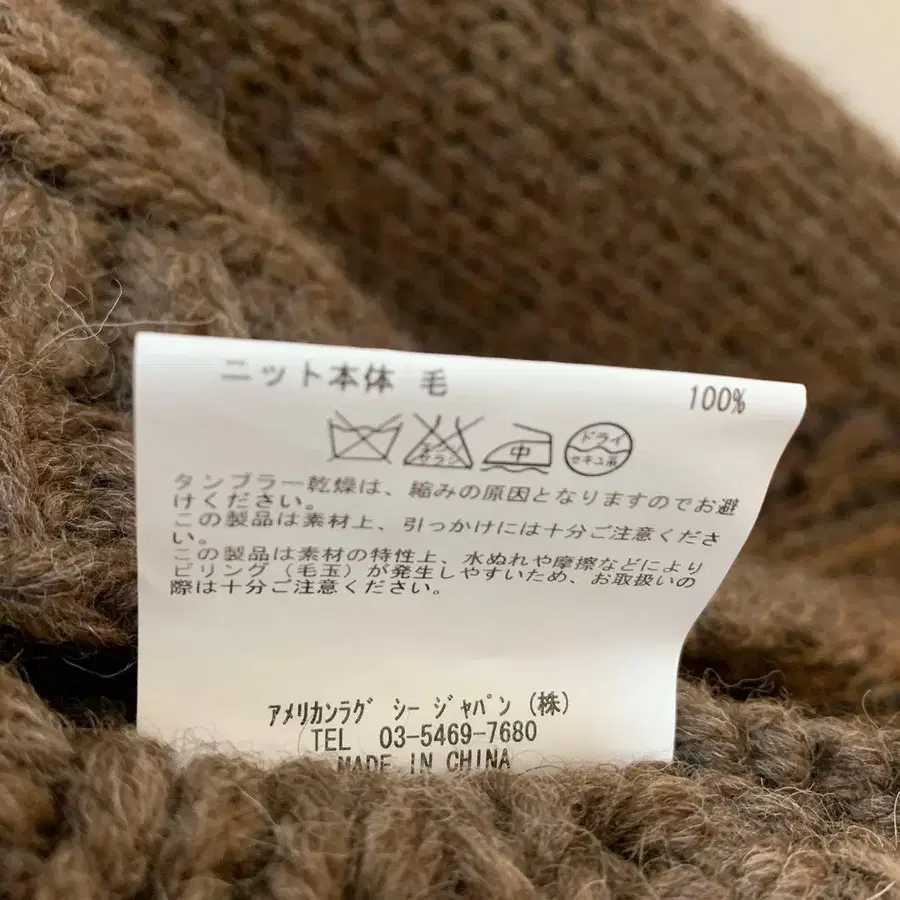 ニット本体 毛 100%
エンソ サラシ 中 ドライ セキユ系
タンブラー乾燥は、縮みの原因となりますのでお避
けください。
この製品は素材上、引っかけには十分ご注意くださ
い。
この製品は素材の特性上、水ぬれや摩擦などにより
ピリング（毛玉）が発生しやすいため、お取扱いの
際は十分ご注意ください。
アメリカンラグ シー ジャパン（株）
TEL 03-5469-7680
MADE IN CHINA